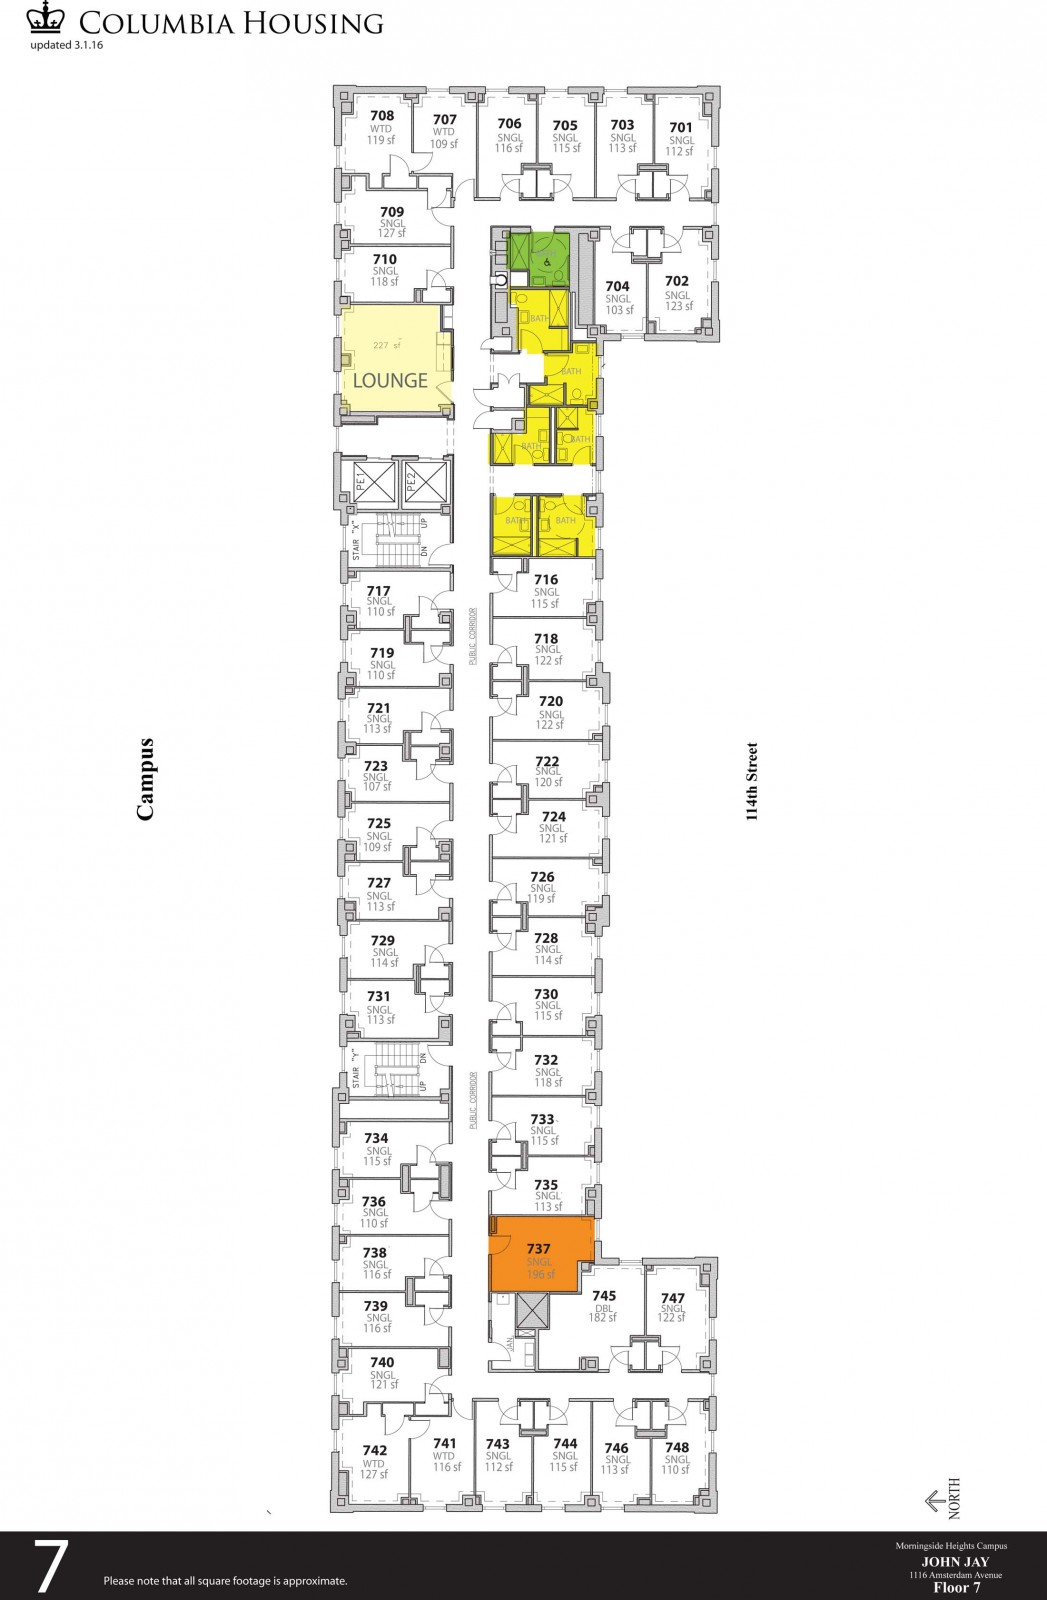 COLUMBIA HOUSING
updated 3.1.16
708
WTD
119 sf
707
WTD
109 sf
706
SNGL
116 sf
705
SNGL
115 sf
703
SNGL
113 sf
701
SNGL
112 sf
709
SNGL
127 sf
710
SNGL
118 sf
704
SNGL
103 sf
702
SNGL
123 sf
227 sf
LOUNGE
BATH
BATH
BATH
BATH
BATH
BATH
PE1
PE2
STAIR "X"
UP
DN
717
SNGL
110 sf
716
SNGL
115 sf
PUBLIC CORRIDOR
719
SNGL
110 sf
718
SNGL
122 sf
721
SNGL
113 sf
720
SNGL
122 sf
723
SNGL
107 sf
722
SNGL
120 sf
Campus
114th Street
725
SNGL
109 sf
724
SNGL
121 sf
727
SNGL
113 sf
726
SNGL
119 sf
729
SNGL
114 sf
728
SNGL
114 sf
731
SNGL
113 sf
730
SNGL
115 sf
STAIR "Y"
DN
UP
732
SNGL
118 sf
PUBLIC CORRIDOR
734
SNGL
115 sf
733
SNGL
115 sf
736
SNGL
110 sf
735
SNGL
113 sf
738
SNGL
116 sf
737
SNGL
196 sf
739
SNGL
116 sf
745
DBL
182 sf
747
SNGL
122 sf
JAN.
740
SNGL
121 sf
742
WTD
127 sf
741
WTD
116 sf
743
SNGL
112 sf
744
SNGL
115 sf
746
SNGL
113 sf
748
SNGL
110 sf
NORTH
7
Please note that all square footage is approximate.
Morningside Heights Campus
JOHN JAY
1116 Amsterdam Avenue
Floor 7